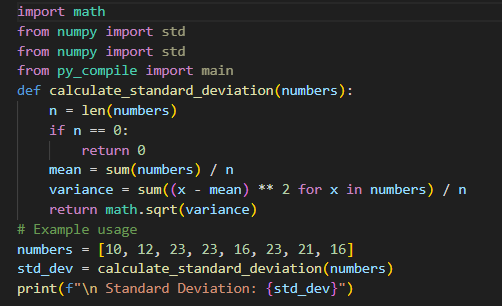 import math
from numpy import std
from numpy import std
from py_compile import main
def calculate_standard_deviation(numbers):
    n = len(numbers)
    if n == 0:
        return 0
    mean = sum(numbers) / n
    variance = sum((x - mean) ** 2 for x in numbers) / n
    return math.sqrt(variance)
# Example usage
numbers = [10, 12, 23, 23, 16, 23, 21, 16]
std_dev = calculate_standard_deviation(numbers)
print(f"\n Standard Deviation: {std_dev}")